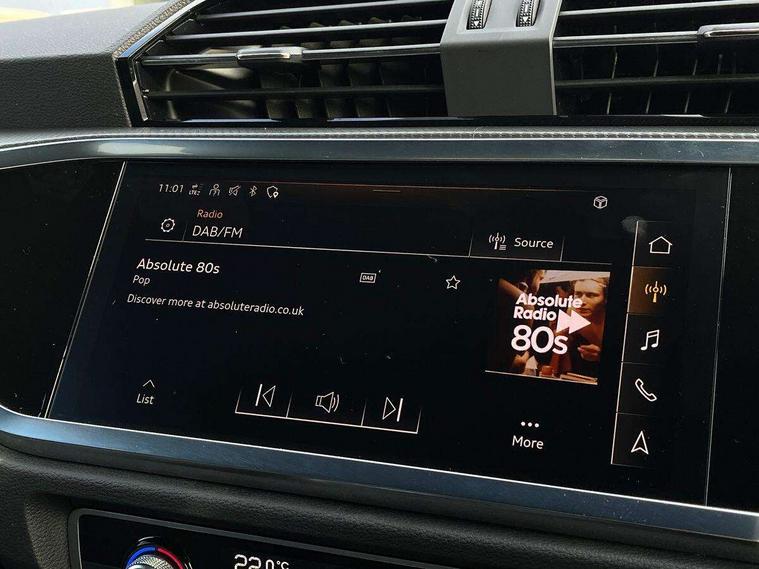 11:01
LTE2
Radio
DAB/FM
Source
Absolute 80s
DAB
Pop
Discover more at absoluteradio.co.uk
Absolute
Radio
80s
List
More
22.0°C